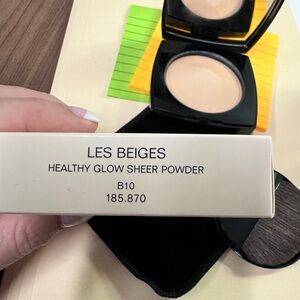 LES BEIGES
HEALTHY GLOW SHEER POWDER
B10
185.870